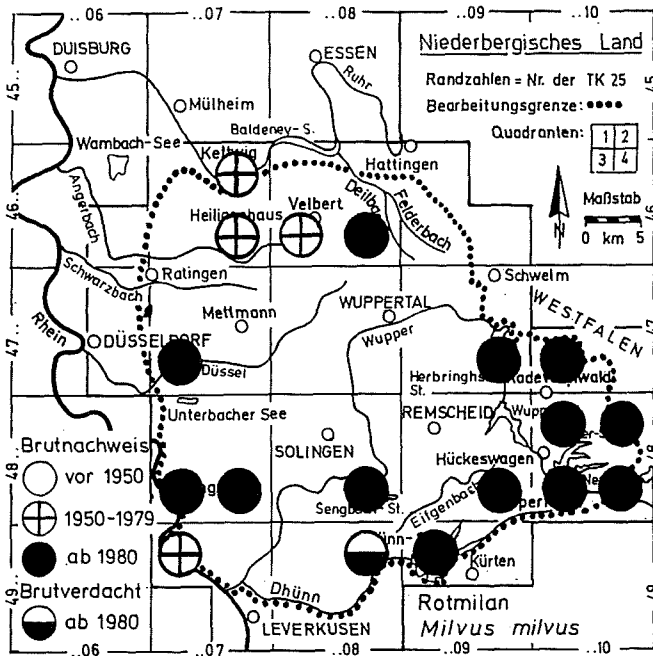 ..06
..07
..08
..09
..10
DUISBURG
ESSEN
Niederbergisches Land
Ruhr
45..
Randzahlen = Nr. der TK 25
Mülheim
Bearbeitungsgrenze:
Baldeney-S.
Quadranten:
1 2
3 4
Wambach-See
Kettwig
Hattingen
Maßstab
Angerbach
Heiligenhaus
Velbert
46..
Felderbach
N
0 km 5
Schwarzbach
Ratingen
Schwelm
Mettmann
WUPPERTAL
WESTFALEN
Rhein
DÜSSELDORF
Wupper
47..
Düssel
Herbringh
St.
Unterbacher See
REMSCHEID
Wupp
Brutnachweis
SOLINGEN
Hückeswagen
48..
vor 1950
1950-1979
Eifgenbach
ab 1980
Brutverdacht
Dhünn
Kürten
49..
ab 1980
LEVERKUSEN
Rotmilan
Milvus milvus
..06
..07
..08
..09
..10